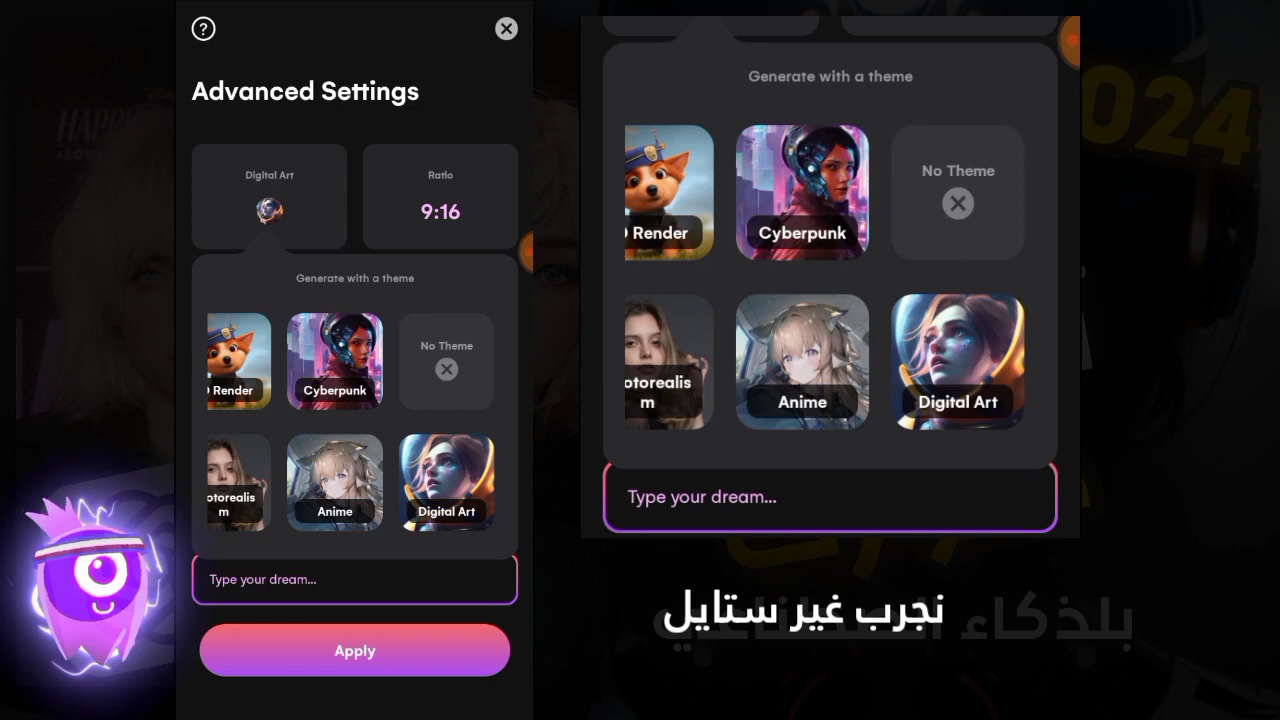 ?
Advanced Settings
Digital Art
Ratio
9:16
Generate with a theme
Render
Cyberpunk
No Theme
otorealis
m
Anime
Digital Art
Type your dream...
Apply
Generate with a theme
Render
Cyberpunk
No Theme
otorealis
m
Anime
Digital Art
Type your dream...
024
نجرب غير ستايل
بلذكاء